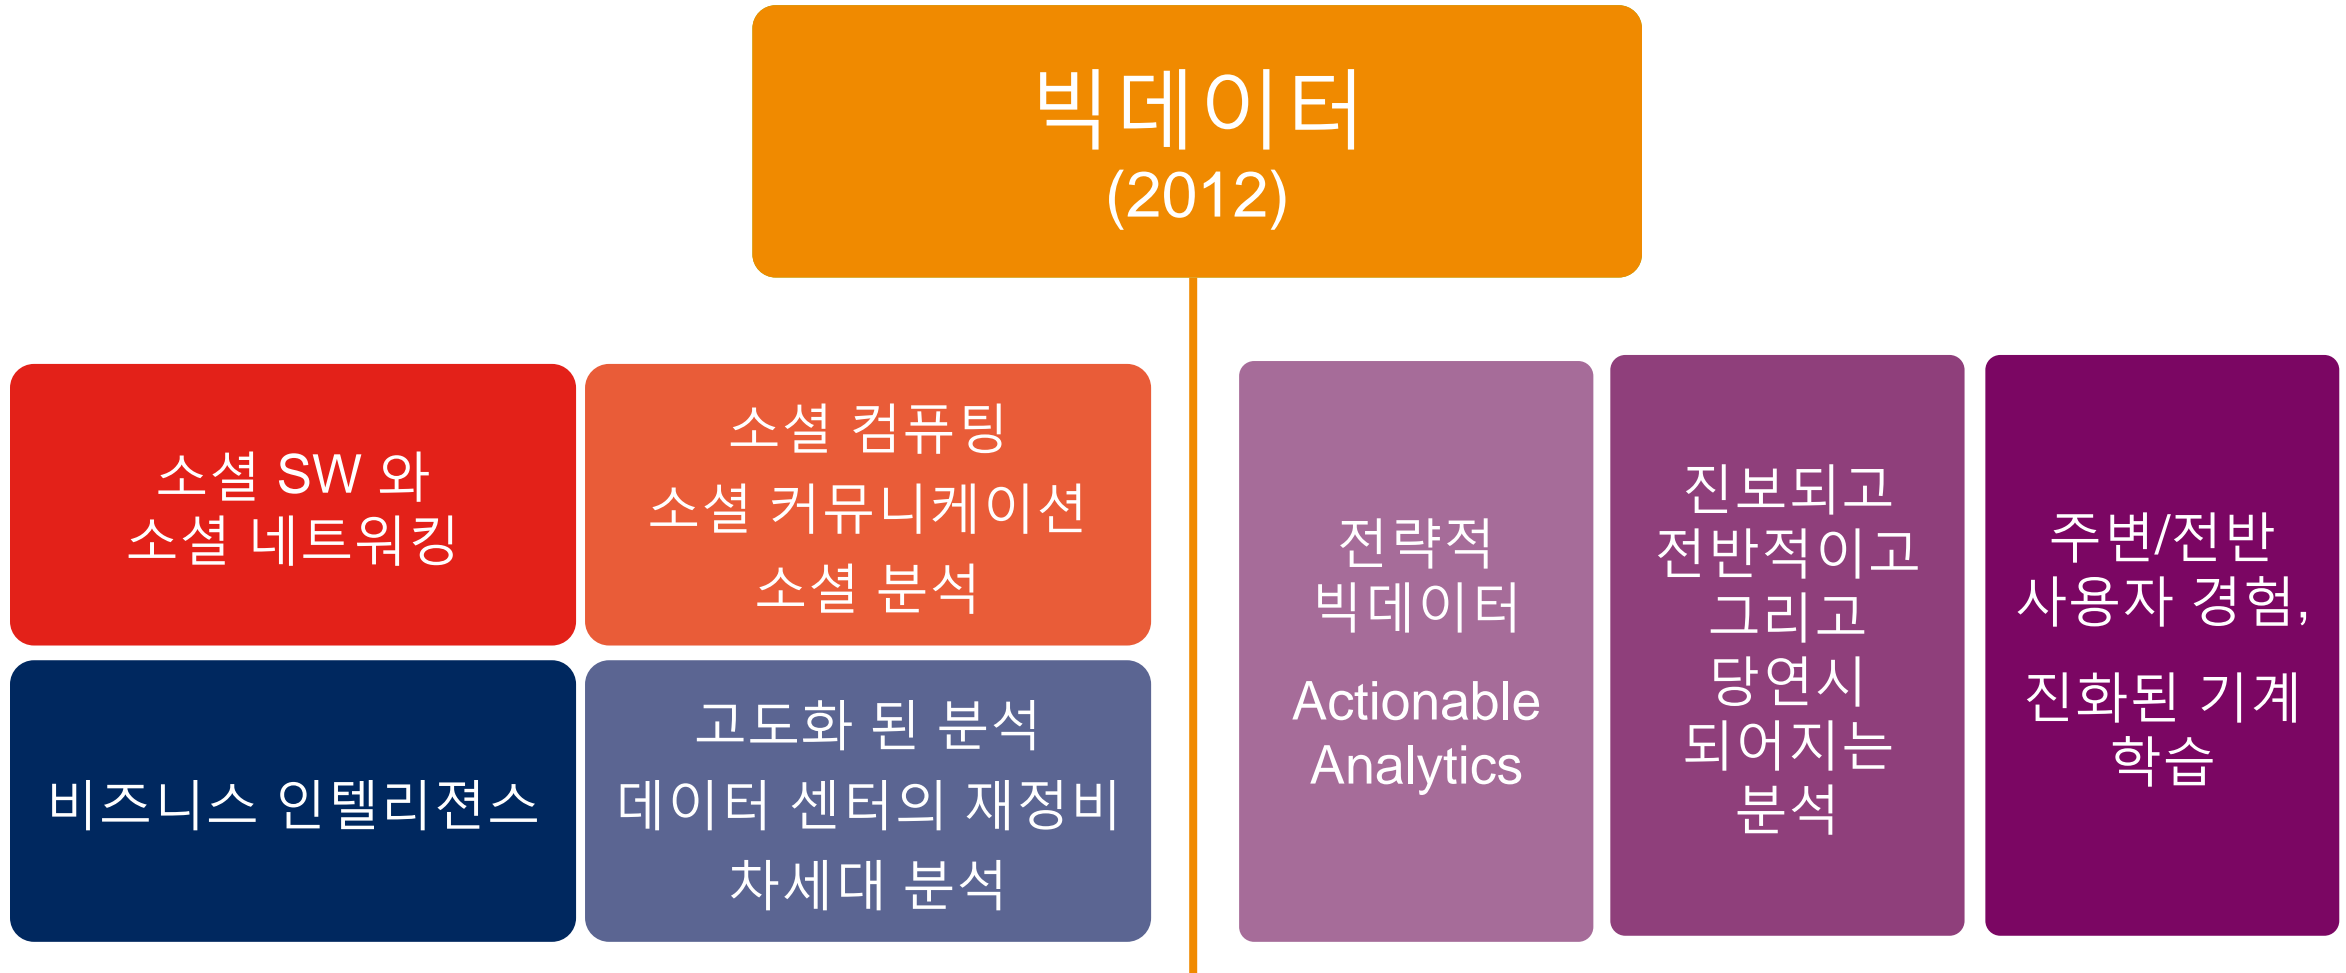 빅데이터
(2012)
소셜 SW 와
소셜 네트워킹
소셜 컴퓨팅
소셜 커뮤니케이션
소셜 분석
비즈니스 인텔리젼스
고도화 된 분석
데이터 센터의 재정비
차세대 분석
전략적
빅데이터
Actionable
Analytics
진보되고
전반적이고
그리고
당연시
되어지는
분석
주변/전반
사용자 경험,
진화된 기계
학습